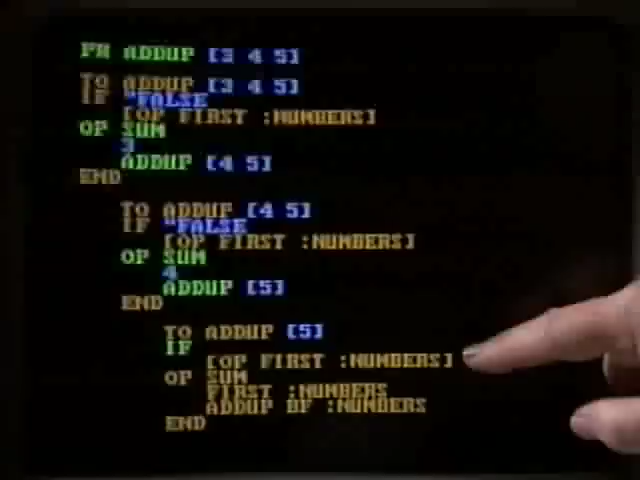 PR ADDUP [3 4 5]
TO ADDUP [3 4 5]
IF "FALSE
[OP FIRST :NUMBERS]
OP SUM
3
ADDUP [4 5]
END
TO ADDUP [4 5]
IF "FALSE
[OP FIRST :NUMBERS]
OP SUM
4
ADDUP [5]
END
TO ADDUP [5]
IF
[OP FIRST :NUMBERS]
OP SUM
FIRST :NUMBERS
ADDUP BF :NUMBERS
END